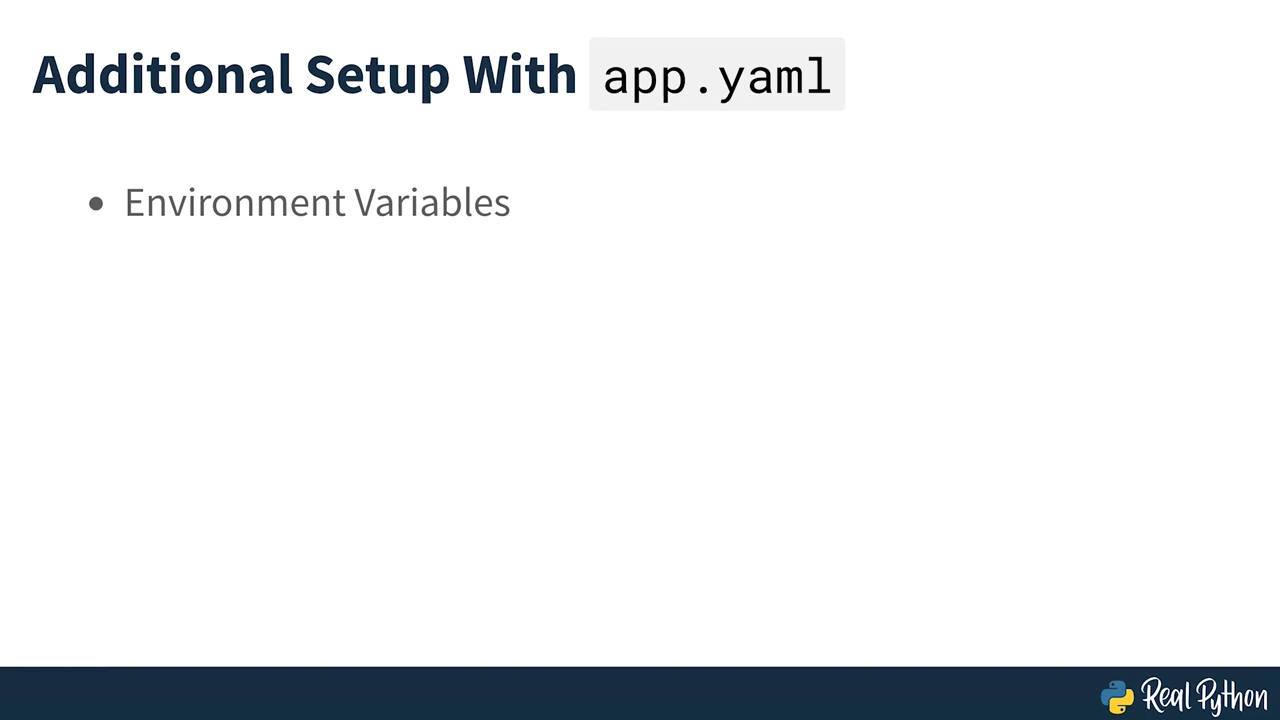 Additional Setup With app.yaml
• Environment Variables
Real Python